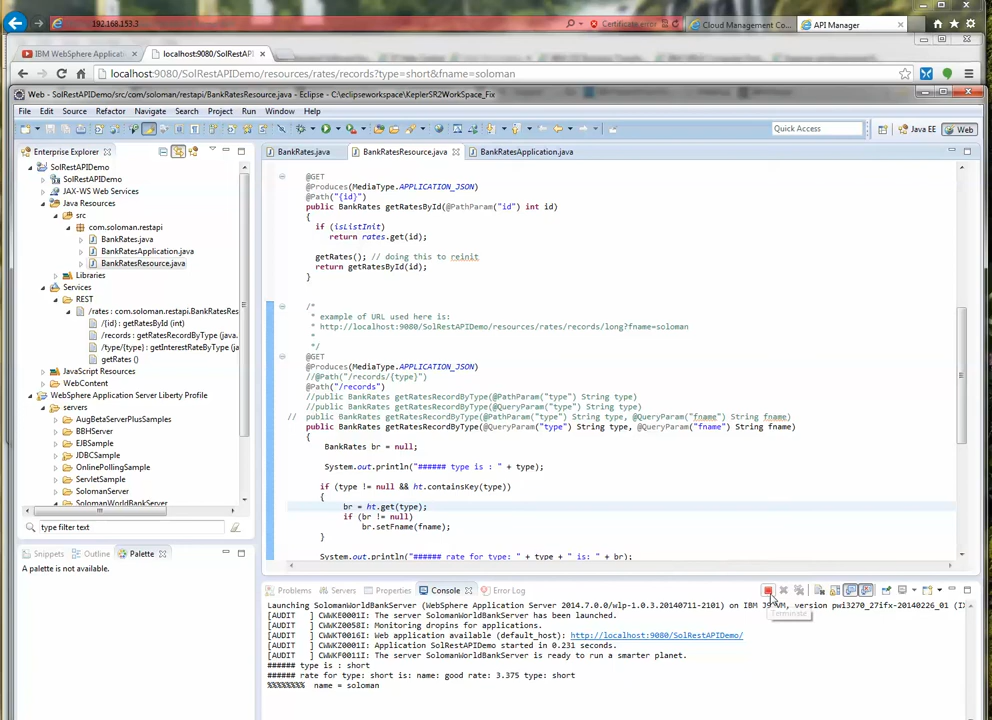 192.168.153.3
Certificate error
Cloud Management Co...
API Manager
IBM WebSphere Applicati
localhost:9080/SolRestAPI
localhost:9080/SolRestAPIDemo/resources/rates/records?type=short&fname=soloman
Web - SolRestAPIDemo/src/com/soloman/restapi/BankRatesResource.java - Eclipse - C:\eclipseworkspace\KeplerSR2WorkSpace_Fix
File Edit Source Refactor Navigate Search Project Run Window Help
Quick Access
Java EE
Web
Enterprise Explorer
BankRates.java
BankRatesResource.java
BankRatesApplication.java
SolRestAPIDemo
SolRestAPIDemo
JAX-WS Web Services
Java Resources
src
com.soloman.restapi
BankRates.java
BankRatesApplication.java
BankRatesResource.java
Libraries
Services
REST
/rates : com.soloman.restapi.BankRatesRes
/{id} : getRatesById (int)
/records : getRatesRecordByType (java.
/type/{type} : getInterestRateByType (ja
getRates ()
JavaScript Resources
WebContent
WebSphere Application Server Liberty Profile
servers
AugBetaServerPlusSamples
BBHServer
EJBSample
JDBCSample
OnlinePollingSample
ServletSample
SolomanServer
SolomanWorldBankServer
type filter text
Snippets
Outline
Palette
A palette is not available.
@GET
@Produces(MediaType.APPLICATION_JSON)
@Path("{id}")
public BankRates getRatesById(@PathParam("id") int id)
{
if (isListInit)
return rates.get(id);
getRates(); // doing this to reinit
return getRatesById(id);
}
/*
* example of URL used here is:
* http://localhost:9080/SolRestAPIDemo/resources/rates/records/long?fname=soloman
*
*/
@GET
@Produces(MediaType.APPLICATION_JSON)
//@Path("/records/{type}")
@Path("/records")
//public BankRates getRatesRecordByType(@PathParam("type") String type)
//public BankRates getRatesRecordByType(@QueryParam("type") String type)
// public BankRates getRatesRecordByType(@PathParam("type") String type, @QueryParam("fname") String fname)
public BankRates getRatesRecordByType(@QueryParam("type") String type, @QueryParam("fname") String fname)
{
BankRates br = null;
System.out.println("###### type is : " + type);
if (type != null && ht.containsKey(type))
{
br = ht.get(type);
if (br != null)
br.setFname(fname);
}
System.out.println("###### rate for type: " + type + " is: " + br);
Problems
Servers
Properties
Console
Error Log
Terminate
Launching SolomanWorldBankServer (WebSphere Application Server 2014.7.0.0/wlp-1.0.3.20140711-2101) on IBM J9 VM, version pwi3270_27ifx-20140226_01 (
[AUDIT ] CWWKE0001I: The server SolomanWorldBankServer has been launched.
[AUDIT ] CWWKZ0058I: Monitoring dropins for applications.
[AUDIT ] CWWKT0016I: Web application available (default_host): http://localhost:9080/SolRestAPIDemo/
[AUDIT ] CWWKZ0001I: Application SolRestAPIDemo started in 0.231 seconds.
[AUDIT ] CWWKF0011I: The server SolomanWorldBankServer is ready to run a smarter planet.
###### type is : short
###### rate for type: short is: name: good rate: 3.375 type: short
%%%%%%%% name = soloman